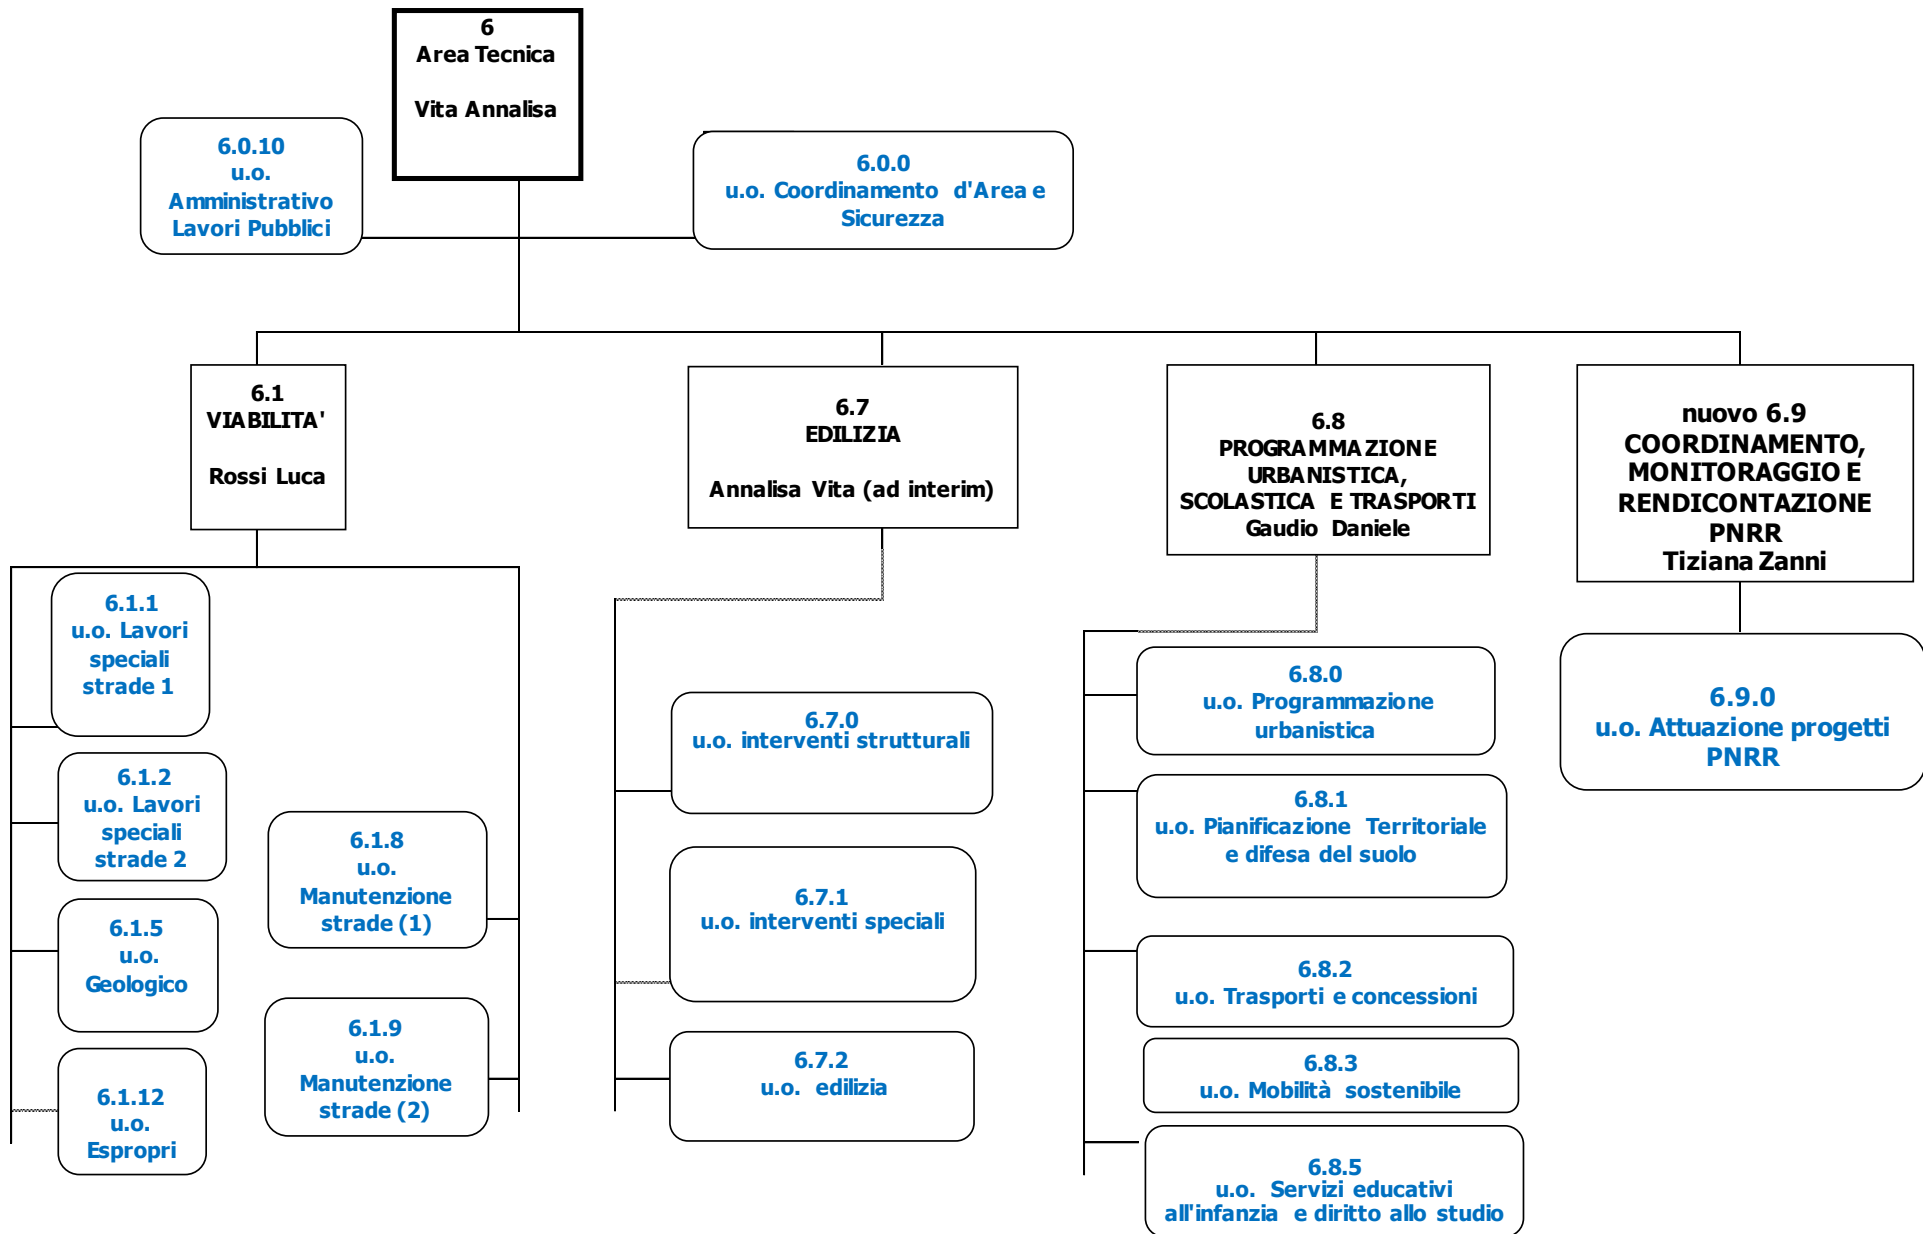 6
Area Tecnica
Vita Annalisa
6.0.10
u.o.
Amministrativo
Lavori Pubblici
6.0.0
u.o. Coordinamento d'Area e
Sicurezza
6.1
VIABILITA'
Rossi Luca
6.7
EDILIZIA
Annalisa Vita (ad interim)
6.8
PROGRAMMAZIONE
URBANISTICA,
SCOLASTICA E TRASPORTI
Gaudio Daniele
nuovo 6.9
COORDINAMENTO,
MONITORAGGIO E
RENDICONTAZIONE
PNRR
Tiziana Zanni
6.1.1
u.o. Lavori
speciali
strade 1
6.1.2
u.o. Lavori
speciali
strade 2
6.1.5
u.o.
Geologico
6.1.12
u.o.
Espropri
6.1.8
u.o.
Manutenzione
strade (1)
6.1.9
u.o.
Manutenzione
strade (2)
6.7.0
u.o. interventi strutturali
6.7.1
u.o. interventi speciali
6.7.2
u.o. edilizia
6.8.0
u.o. Programmazione
urbanistica
6.8.1
u.o. Pianificazione Territoriale
e difesa del suolo
6.8.2
u.o. Trasporti e concessioni
6.8.3
u.o. Mobilità sostenibile
6.8.5
u.o. Servizi educativi
all'infanzia e diritto allo studio
6.9.0
u.o. Attuazione progetti
PNRR